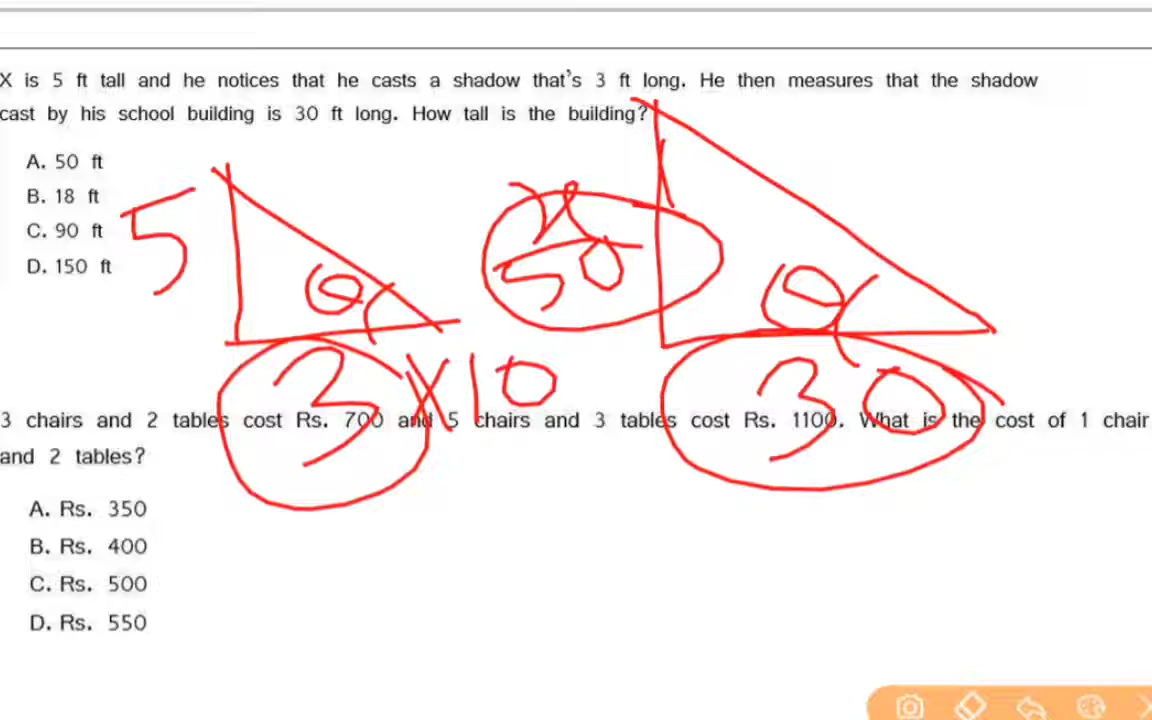 X is 5 ft tall and he notices that he casts a shadow that's 3 ft long. He then measures that the shadow
cast by his school building is 30 ft long. How tall is the building?
A. 50 ft
B. 18 ft
C. 90 ft
D. 150 ft
5
x
50
θ
θ
3 X 10
30
3 chairs and 2 tables cost Rs. 700 and 5 chairs and 3 tables cost Rs. 1100. What is the cost of 1 chair
and 2 tables?
A. Rs. 350
B. Rs. 400
C. Rs. 500
D. Rs. 550